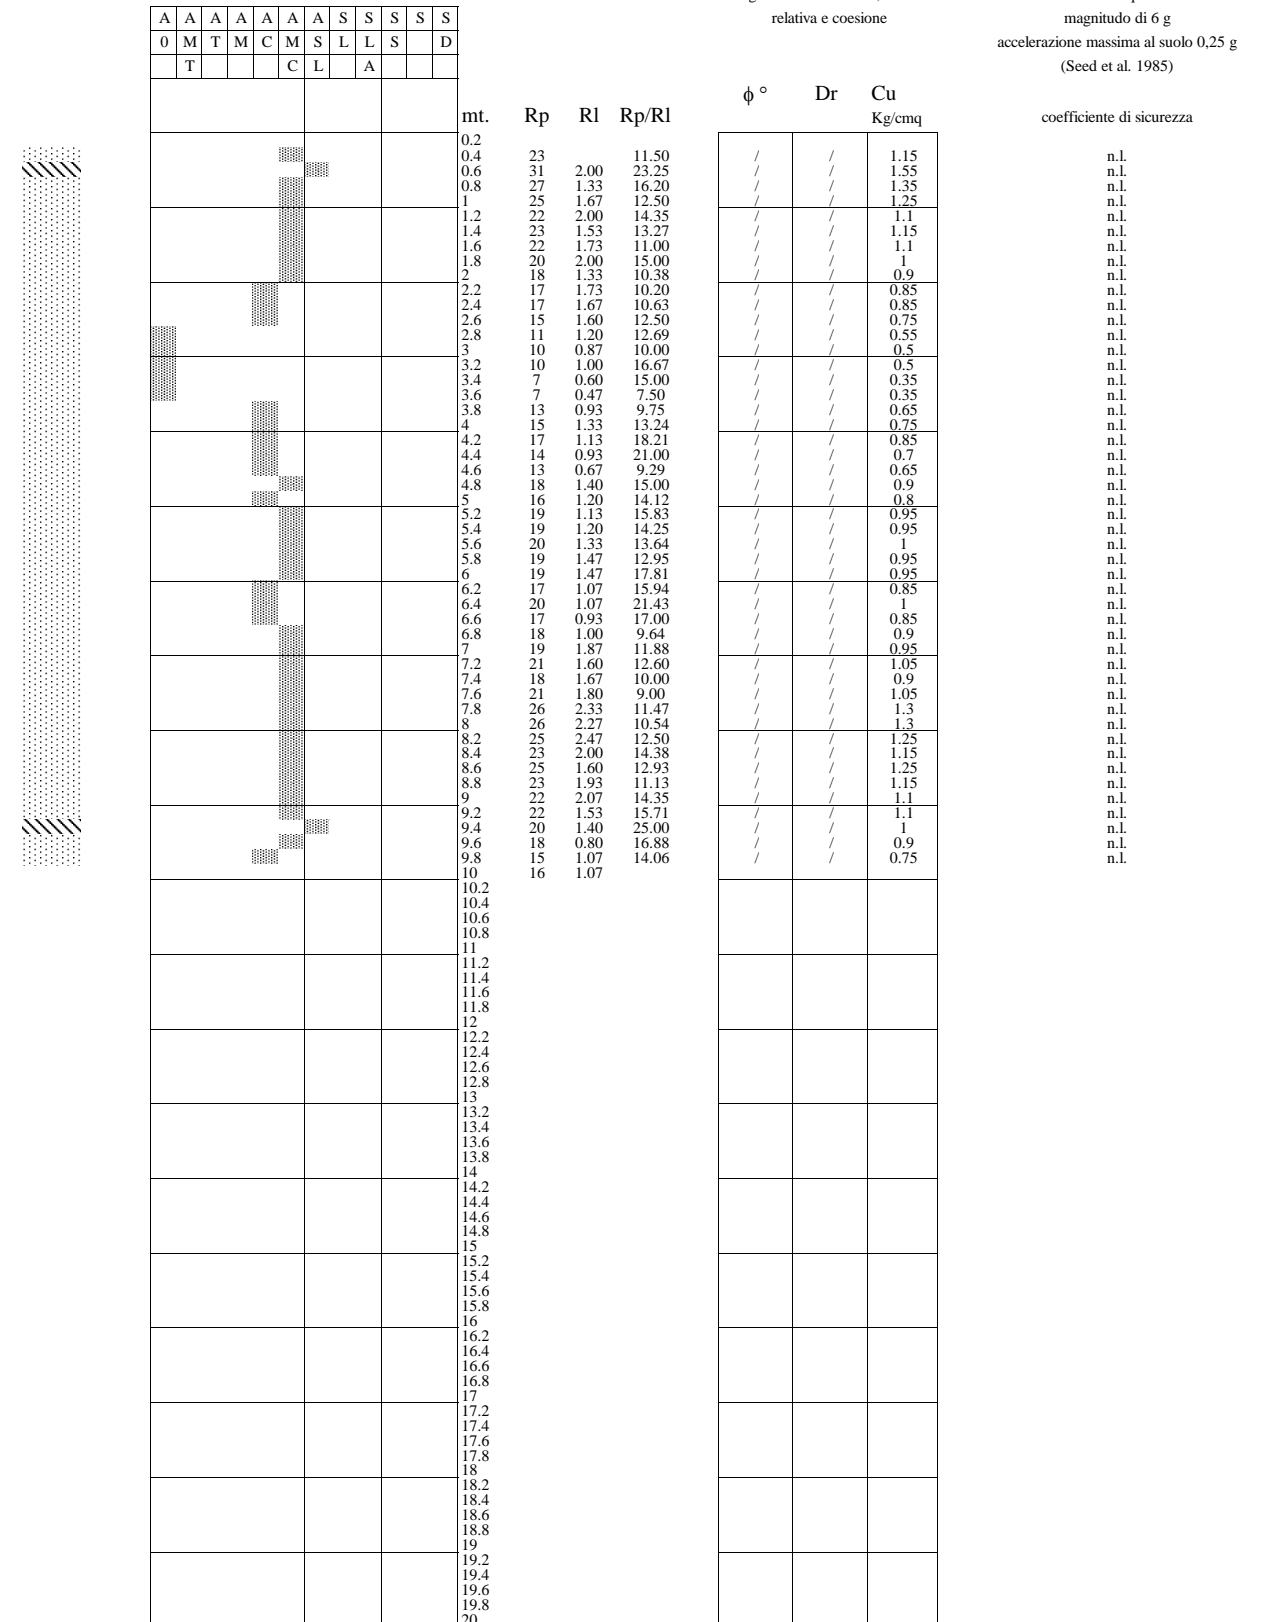 relativa e coesione magnitudo di 6 g
A A A A A A A S S S S S
0 M T M C M S L L S D accelerazione massima al suolo 0,25 g
T C L A (Seed et al. 1985)
ϕ ° Dr Cu
mt. Rp Rl Rp/Rl Kg/cmq coefficiente di sicurezza
0.2
0.4 23 11.50 / / 1.15 n.l.
0.6 31 2.00 23.25 / / 1.55 n.l.
0.8 27 1.33 16.20 / / 1.35 n.l.
1 25 1.67 12.50 / / 1.25 n.l.
1.2 22 2.00 14.35 / / 1.1 n.l.
1.4 23 1.53 13.27 / / 1.15 n.l.
1.6 22 1.73 11.00 / / 1.1 n.l.
1.8 20 2.00 15.00 / / 1 n.l.
2 18 1.33 10.38 / / 0.9 n.l.
2.2 17 1.73 10.20 / / 0.85 n.l.
2.4 17 1.67 10.63 / / 0.85 n.l.
2.6 15 1.60 12.50 / / 0.75 n.l.
2.8 11 1.20 12.69 / / 0.55 n.l.
3 10 0.87 10.00 / / 0.5 n.l.
3.2 10 1.00 16.67 / / 0.5 n.l.
3.4 7 0.60 15.00 / / 0.35 n.l.
3.6 7 0.47 7.50 / / 0.35 n.l.
3.8 13 0.93 9.75 / / 0.65 n.l.
4 15 1.33 13.24 / / 0.75 n.l.
4.2 17 1.13 18.21 / / 0.85 n.l.
4.4 14 0.93 21.00 / / 0.7 n.l.
4.6 13 0.67 9.29 / / 0.65 n.l.
4.8 18 1.40 15.00 / / 0.9 n.l.
5 16 1.20 14.12 / / 0.8 n.l.
5.2 19 1.13 15.83 / / 0.95 n.l.
5.4 19 1.20 14.25 / / 0.95 n.l.
5.6 20 1.33 13.64 / / 1 n.l.
5.8 19 1.47 12.95 / / 0.95 n.l.
6 19 1.47 17.81 / / 0.95 n.l.
6.2 17 1.07 15.94 / / 0.85 n.l.
6.4 20 1.07 21.43 / / 1 n.l.
6.6 17 0.93 17.00 / / 0.85 n.l.
6.8 18 1.00 9.64 / / 0.9 n.l.
7 19 1.87 11.88 / / 0.95 n.l.
7.2 21 1.60 12.60 / / 1.05 n.l.
7.4 18 1.67 10.00 / / 0.9 n.l.
7.6 21 1.80 9.00 / / 1.05 n.l.
7.8 26 2.33 11.47 / / 1.3 n.l.
8 26 2.27 10.54 / / 1.3 n.l.
8.2 25 2.47 12.50 / / 1.25 n.l.
8.4 23 2.00 14.38 / / 1.15 n.l.
8.6 25 1.60 12.93 / / 1.25 n.l.
8.8 23 1.93 11.13 / / 1.15 n.l.
9 22 2.07 14.35 / / 1.1 n.l.
9.2 22 1.53 15.71 / / 1.1 n.l.
9.4 20 1.40 25.00 / / 1 n.l.
9.6 18 0.80 16.88 / / 0.9 n.l.
9.8 15 1.07 14.06 / / 0.75 n.l.
10 16 1.07
10.2
10.4
10.6
10.8
11
11.2
11.4
11.6
11.8
12
12.2
12.4
12.6
12.8
13
13.2
13.4
13.6
13.8
14
14.2
14.4
14.6
14.8
15
15.2
15.4
15.6
15.8
16
16.2
16.4
16.6
16.8
17
17.2
17.4
17.6
17.8
18
18.2
18.4
18.6
18.8
19
19.2
19.4
19.6
19.8
20